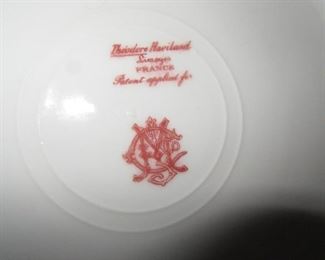 Theodore Haviland
Limoges
FRANCE
Patent applied for